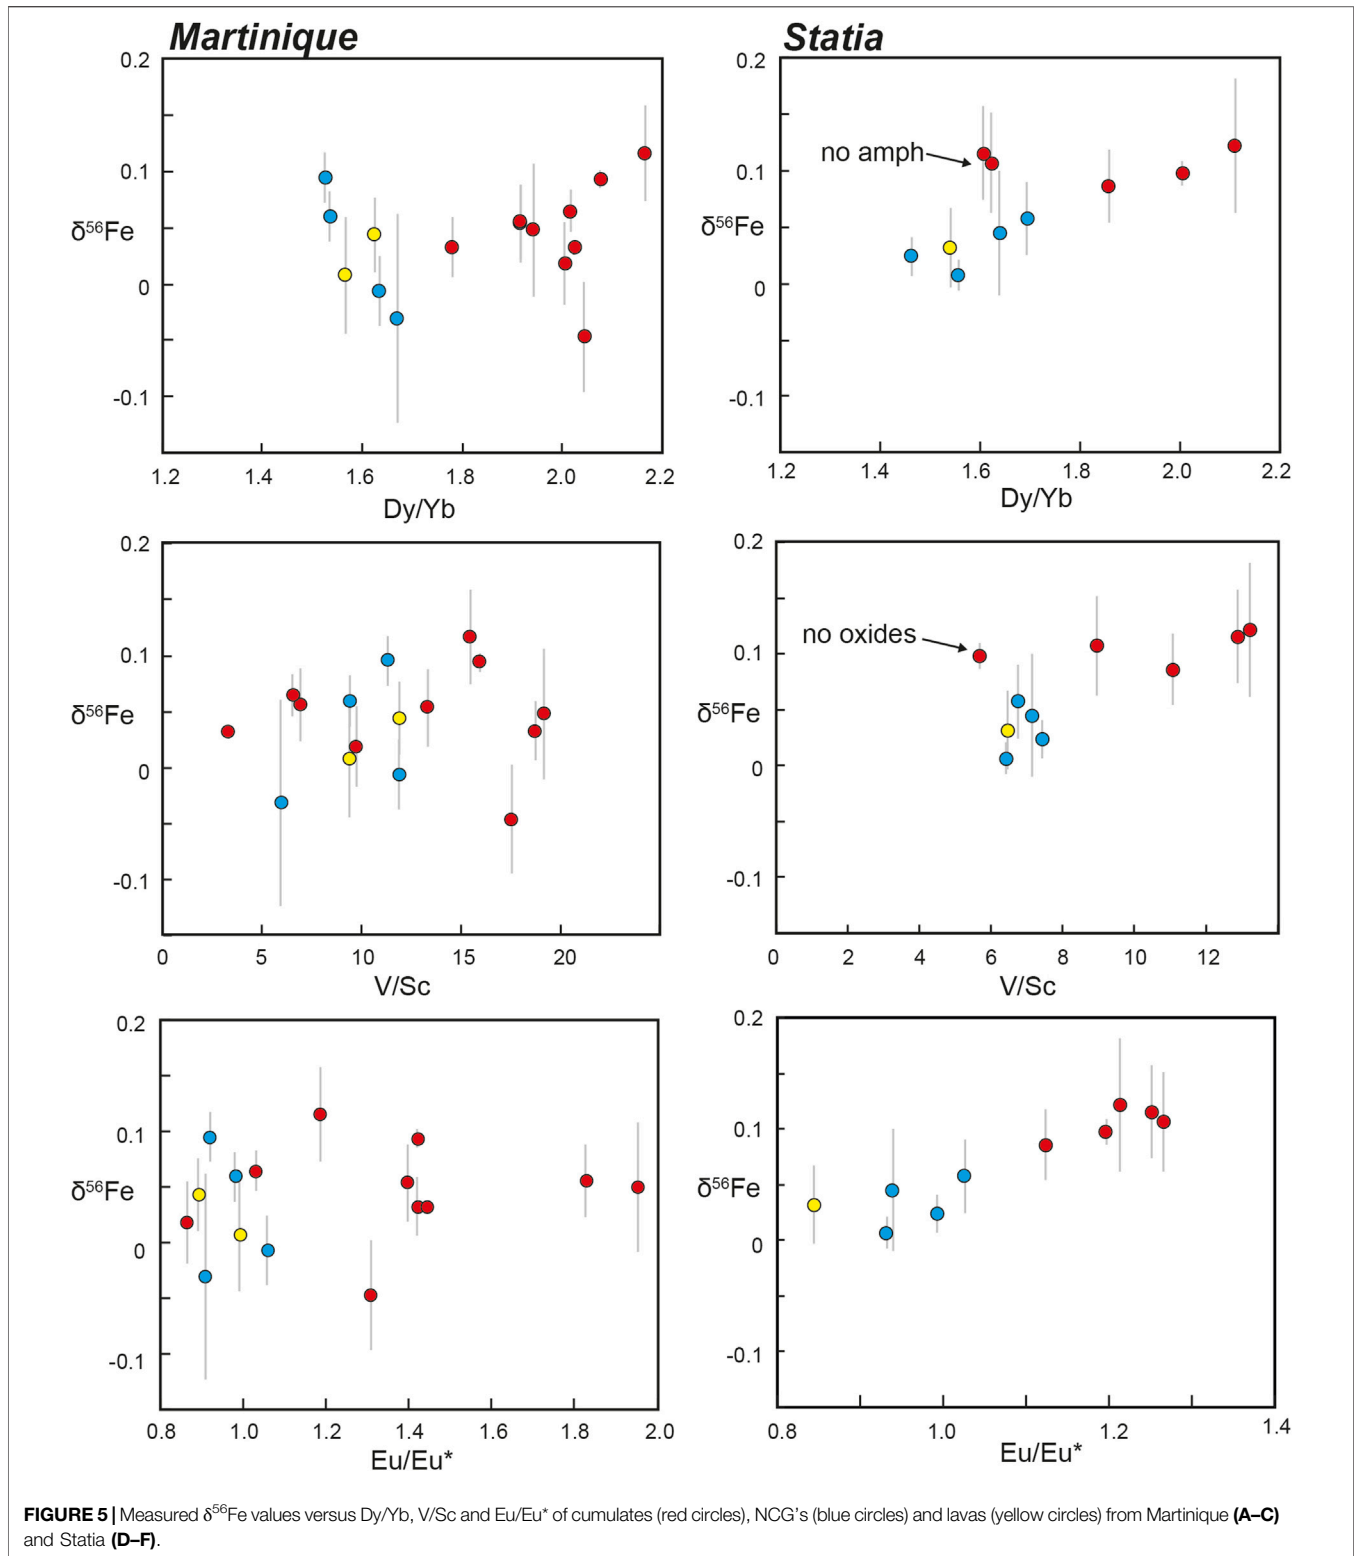 Martinique
Statia
0.2
0.1
δ⁵⁶Fe
0
-0.1
1.2 1.4 1.6 1.8 2.0 2.2
Dy/Yb
0.2
no amph
0.1
δ⁵⁶Fe
0
-0.1
1.2 1.4 1.6 1.8 2.0 2.2
Dy/Yb
0.2
0.1
δ⁵⁶Fe
0
-0.1
0 5 10 15 20
V/Sc
0.2
no oxides
0.1
δ⁵⁶Fe
0
-0.1
0 2 4 6 8 10 12
V/Sc
0.2
0.1
δ⁵⁶Fe
0
-0.1
0.8 1.0 1.2 1.4 1.6 1.8 2.0
Eu/Eu*
0.2
0.1
δ⁵⁶Fe
0
-0.1
0.8 1.0 1.2 1.4
Eu/Eu*
FIGURE 5 | Measured δ⁵⁶Fe values versus Dy/Yb, V/Sc and Eu/Eu* of cumulates (red circles), NCG's (blue circles) and lavas (yellow circles) from Martinique (A–C)
and Statia (D–F).